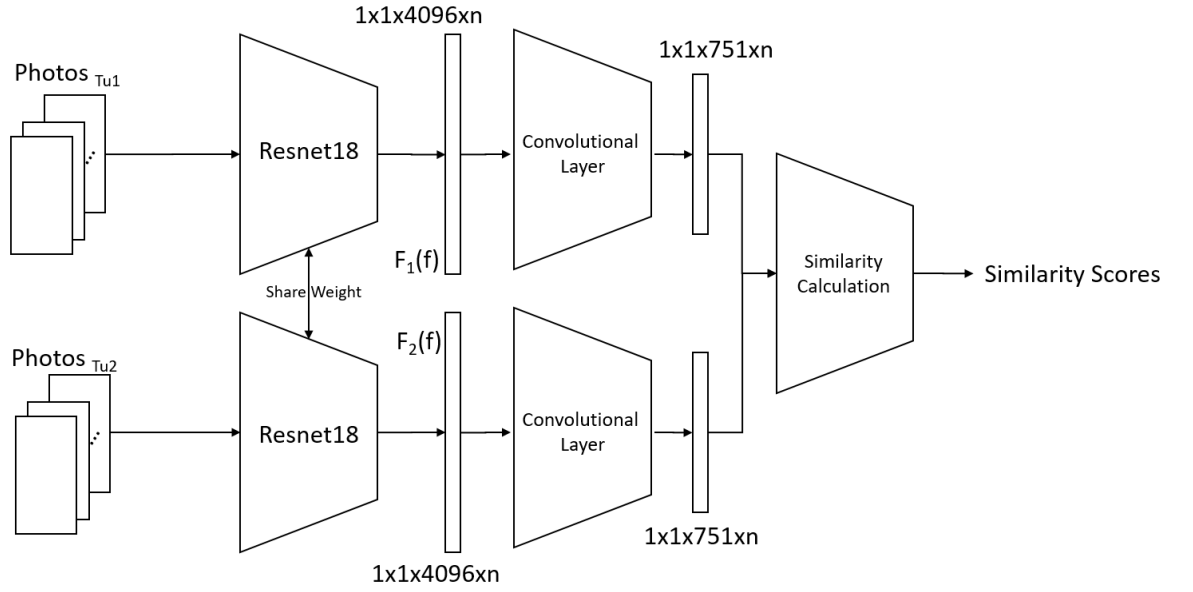 1x1x4096xn
1x1x751xn
Photos Tu1
Resnet18
Convolutional
Layer
F1(f)
Share Weight
Similarity
Calculation
Similarity Scores
F2(f)
Photos Tu2
Resnet18
Convolutional
Layer
1x1x751xn
1x1x4096xn